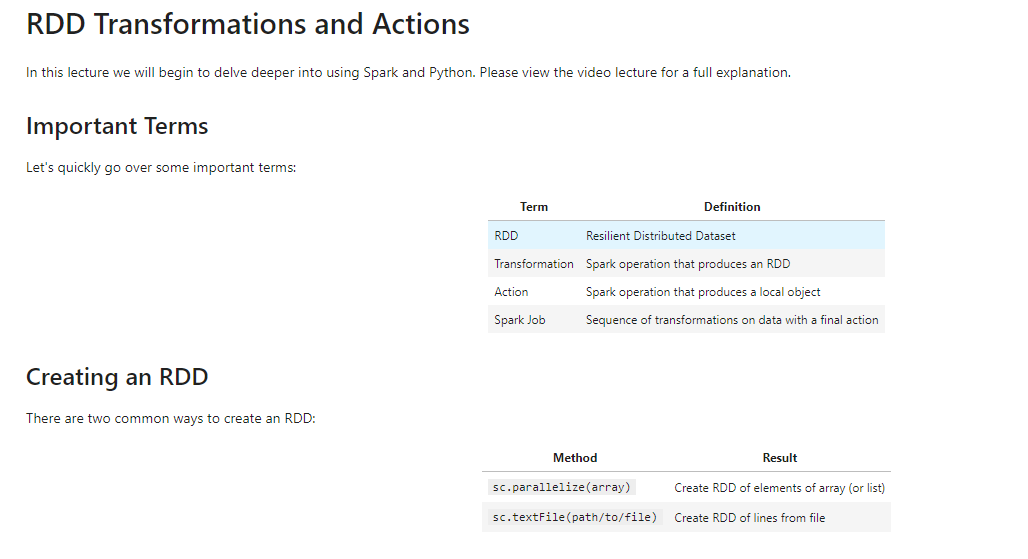 RDD Transformations and Actions
In this lecture we will begin to delve deeper into using Spark and Python. Please view the video lecture for a full explanation.
Important Terms
Let's quickly go over some important terms:
Term Definition
RDD Resilient Distributed Dataset
Transformation Spark operation that produces an RDD
Action Spark operation that produces a local object
Spark Job Sequence of transformations on data with a final action
Creating an RDD
There are two common ways to create an RDD:
Method Result
sc.parallelize(array) Create RDD of elements of array (or list)
sc.textFile(path/to/file) Create RDD of lines from file